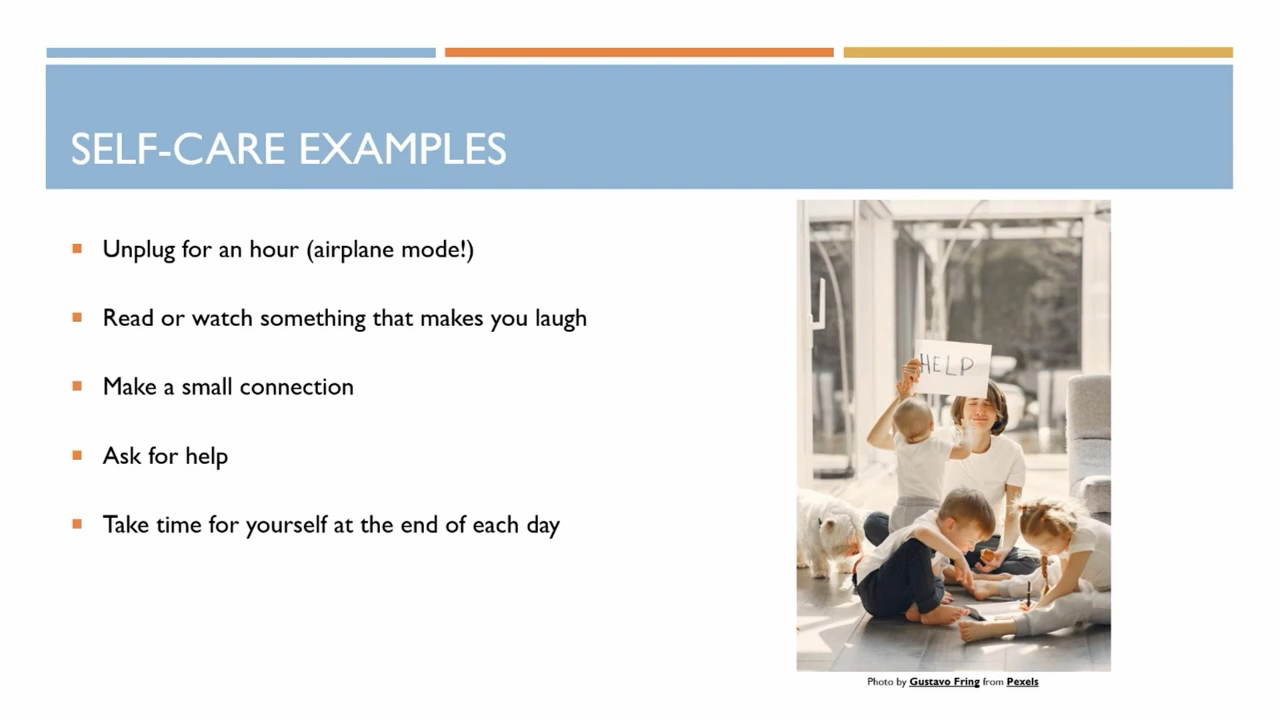 SELF-CARE EXAMPLES
Unplug for an hour (airplane mode!)
Read or watch something that makes you laugh
Make a small connection
Ask for help
Take time for yourself at the end of each day
HELP
Photo by Gustavo Fring from Pexels